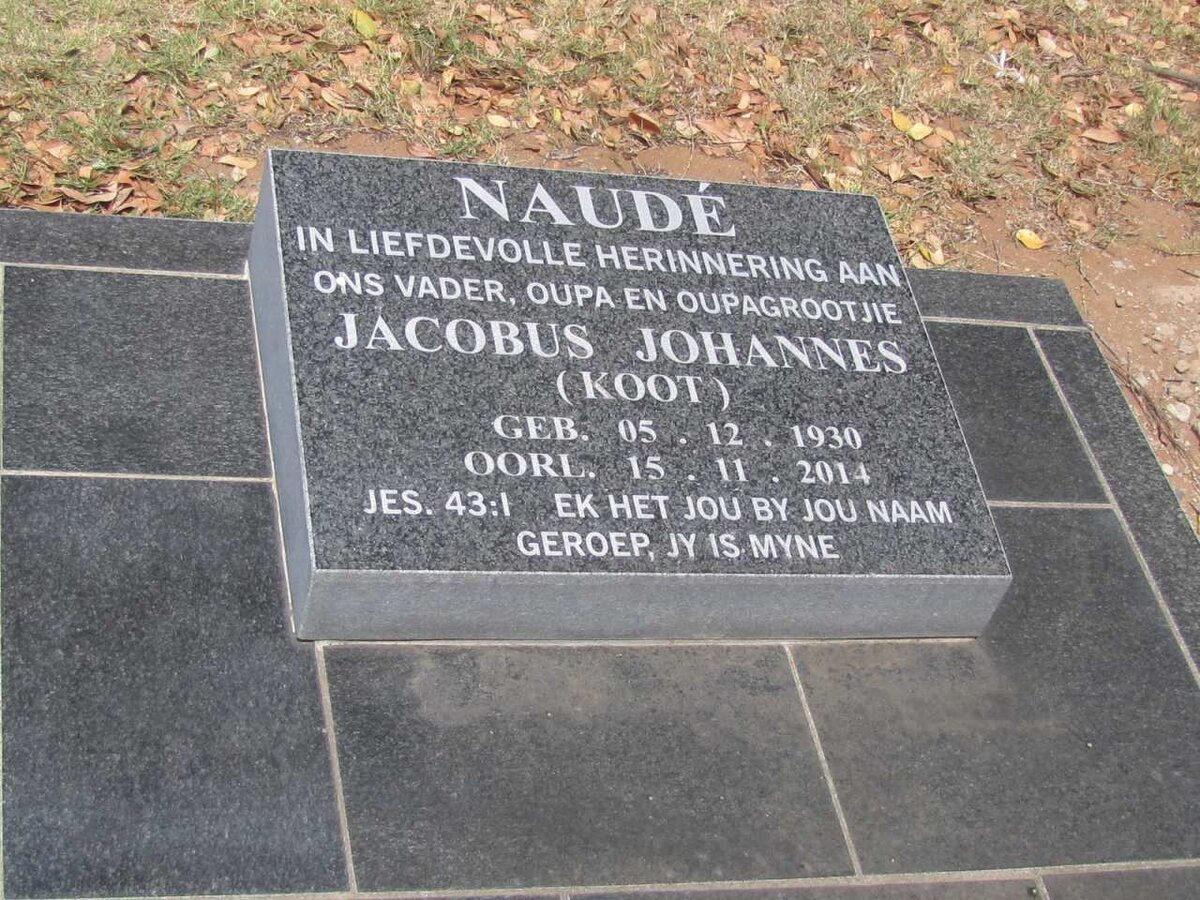 NAUDÉ
IN LIEFDEVOLLE HERINNERING AAN
ONS VADER, OUPA EN OUPAGROOTJIE
JACOBUS JOHANNES
(KOOT)
GEB. 05 . 12 . 1930
OORL. 15 . 11 . 2014
JES. 43:1 EK HET JOU BY JOU NAAM
GEROEP, JY IS MYNE